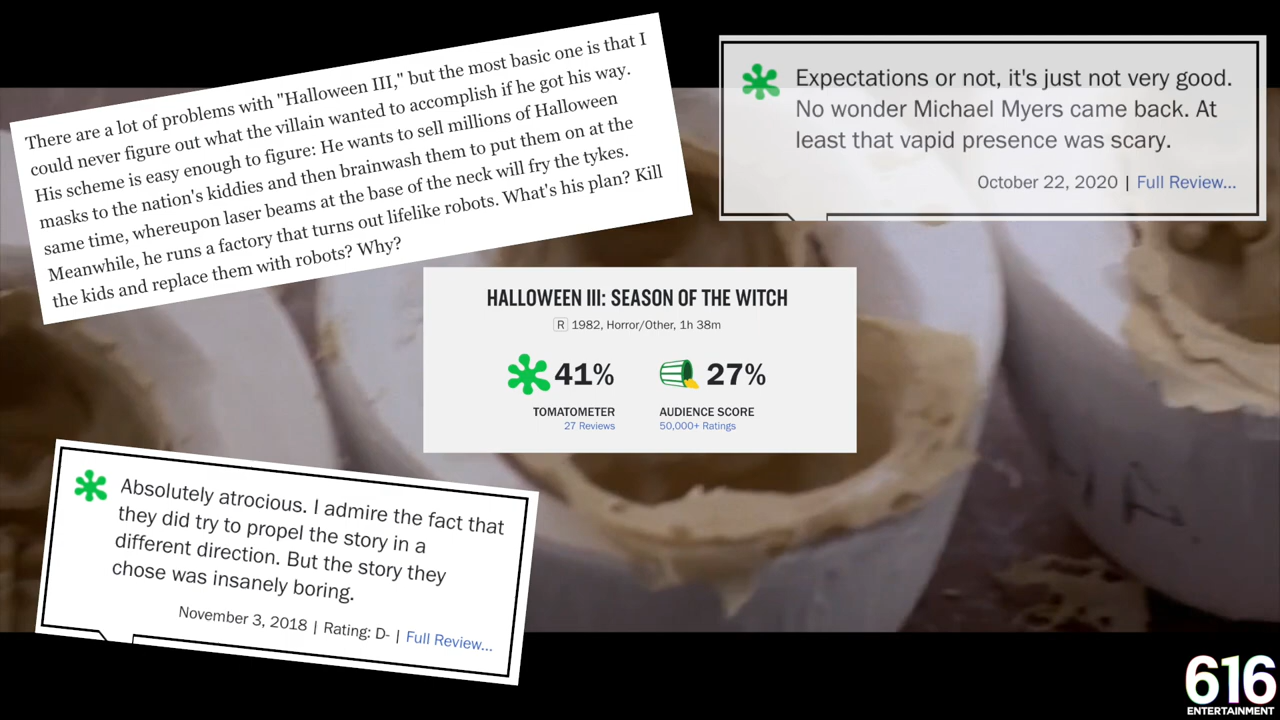 There are a lot of problems with "Halloween III," but the most basic one is that I
could never figure out what the villain wanted to accomplish if he got his way.
His scheme is easy enough to figure: He wants to sell millions of Halloween
masks to the nation's kiddies and then brainwash them to put them on at the
same time, whereupon laser beams at the base of the neck will fry the tykes.
Meanwhile, he runs a factory that turns out lifelike robots. What's his plan? Kill
the kids and replace them with robots? Why?
Expectations or not, it's just not very good.
No wonder Michael Myers came back. At
least that vapid presence was scary.
October 22, 2020 | Full Review...
HALLOWEEN III: SEASON OF THE WITCH
R 1982, Horror/Other, 1h 38m
41% 27%
TOMATOMETER AUDIENCE SCORE
27 Reviews 50,000+ Ratings
Absolutely atrocious. I admire the fact that
they did try to propel the story in a
different direction. But the story they
chose was insanely boring.
November 3, 2018 | Rating: D- | Full Review...
616
ENTERTAINMENT